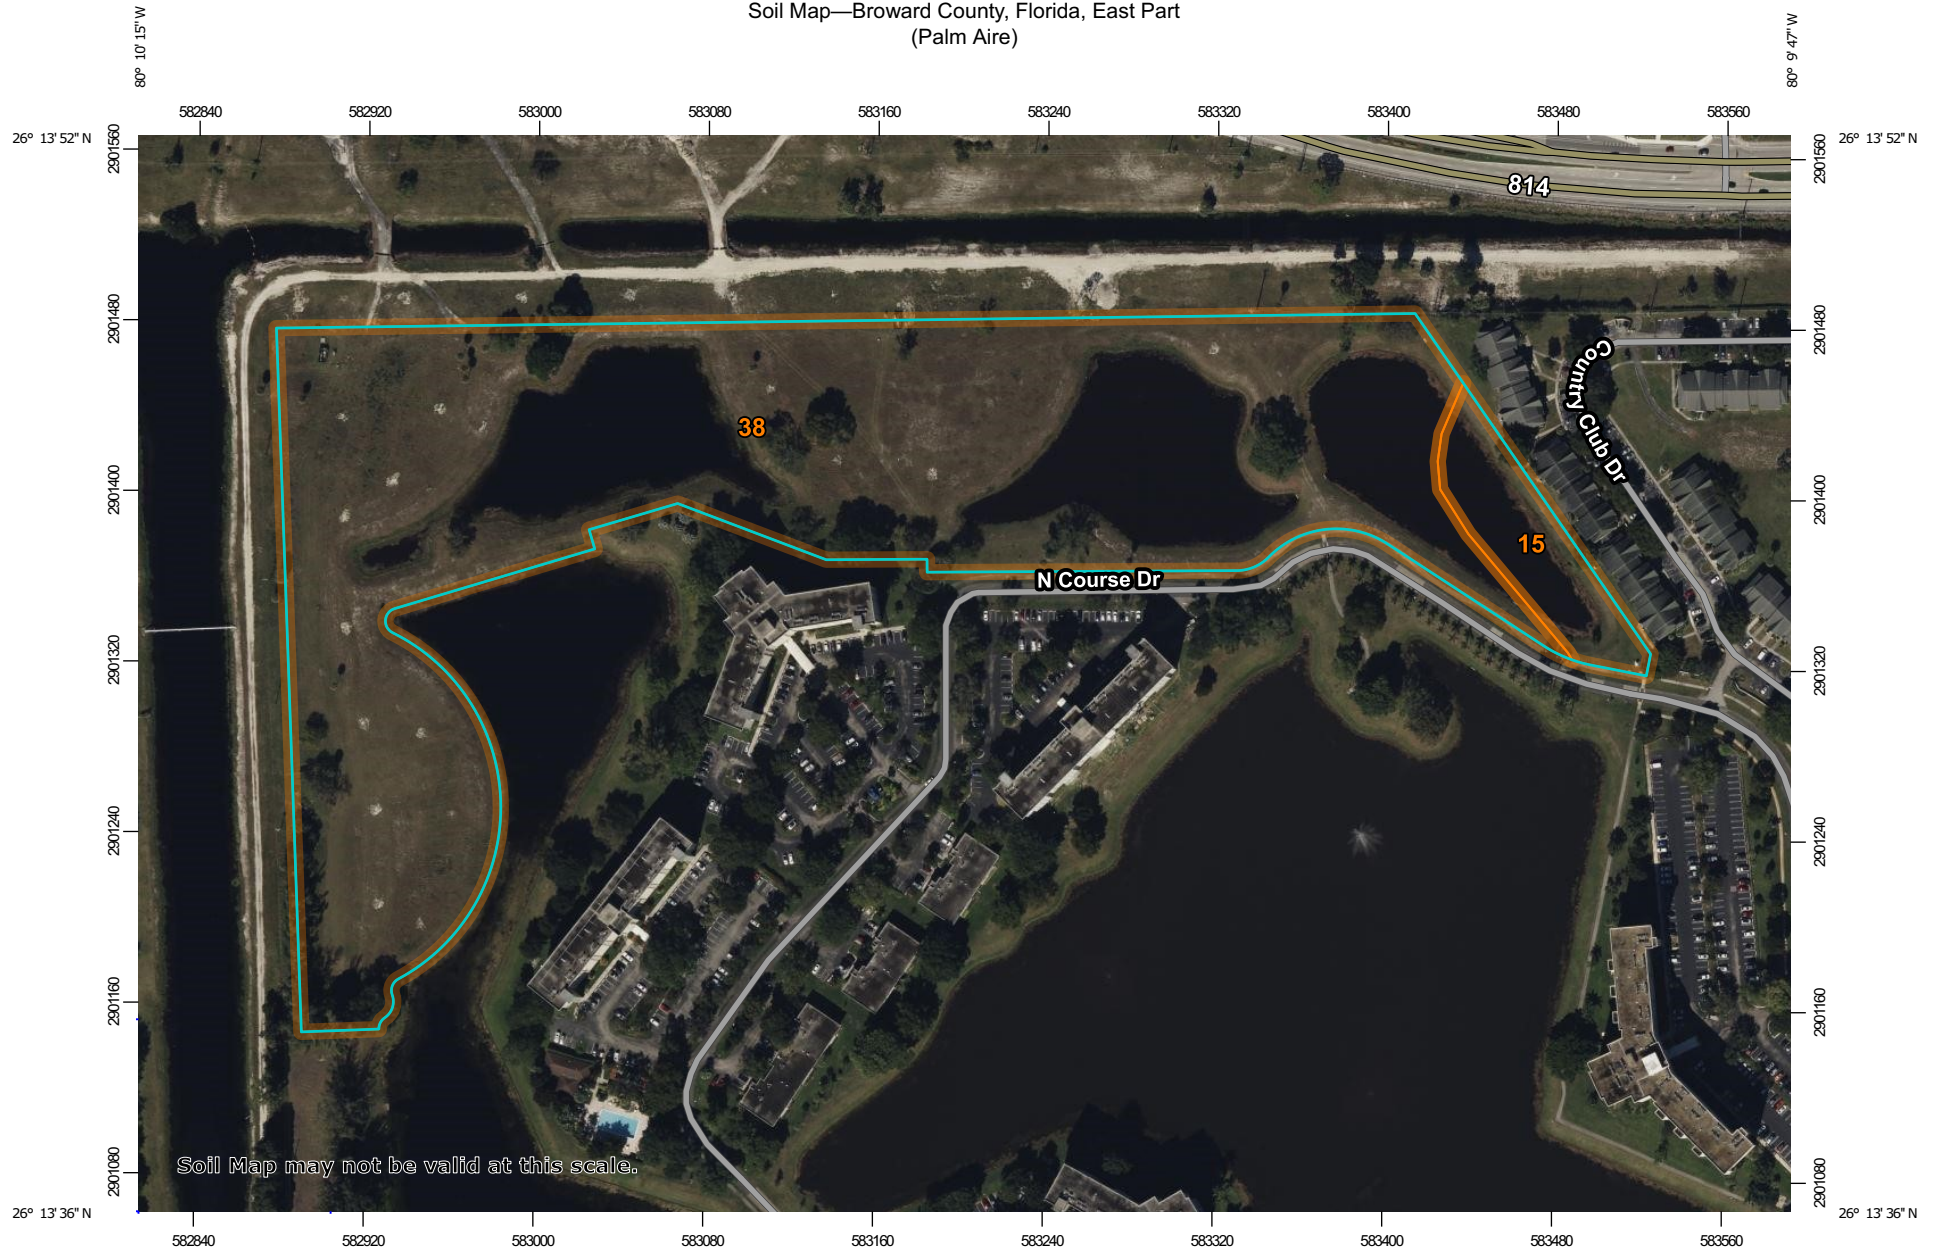 Soil Map—Broward County, Florida, East Part
(Palm Aire)
80° 10' 15'' W
80° 9' 47'' W
582840 582920 583000 583080 583160 583240 583320 583400 583480 583560
26° 13' 52'' N
26° 13' 52'' N
2901560
2901560
814
2901480
2901480
Country Club Dr
38
2901400
2901400
15
N Course Dr
2901320
2901320
2901240
2901240
2901160
2901160
Soil Map may not be valid at this scale.
2901080
2901080
26° 13' 36'' N
26° 13' 36'' N
582840 582920 583000 583080 583160 583240 583320 583400 583480 583560